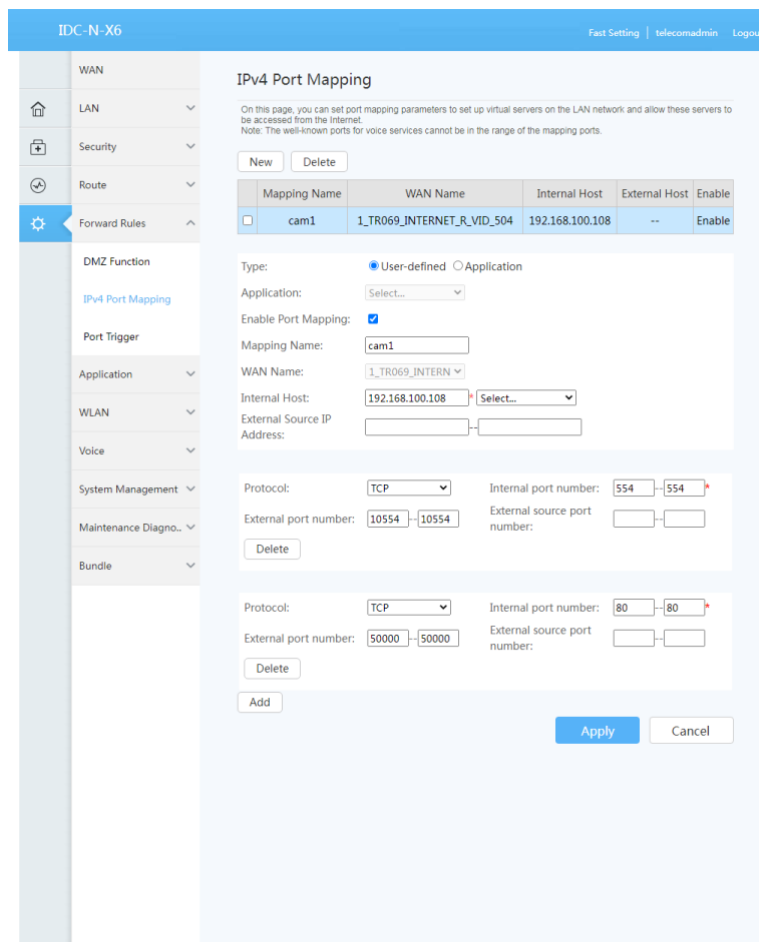 IDC-N-X6
Fast Setting | telecomadmin Logou
WAN
LAN
Security
Route
Forward Rules
DMZ Function
IPv4 Port Mapping
Port Trigger
Application
WLAN
Voice
System Management
Maintenance Diagno..
Bundle
IPv4 Port Mapping
On this page, you can set port mapping parameters to set up virtual servers on the LAN network and allow these servers to
be accessed from the Internet.
Note: The well-known ports for voice services cannot be in the range of the mapping ports.
New Delete
Mapping Name WAN Name Internal Host External Host Enable
cam1 1_TR069_INTERNET_R_VID_504 192.168.100.108 -- Enable
Type: User-defined Application
Application: Select...
Enable Port Mapping:
Mapping Name: cam1
WAN Name: 1_TR069_INTERN
Internal Host: 192.168.100.108 * Select...
External Source IP
Address: --
Protocol: TCP Internal port number: 554 -- 554 *
External port number: 10554 -- 10554 External source port
number: --
Delete
Protocol: TCP Internal port number: 80 -- 80 *
External port number: 50000 -- 50000 External source port
number: --
Delete
Add
Apply Cancel